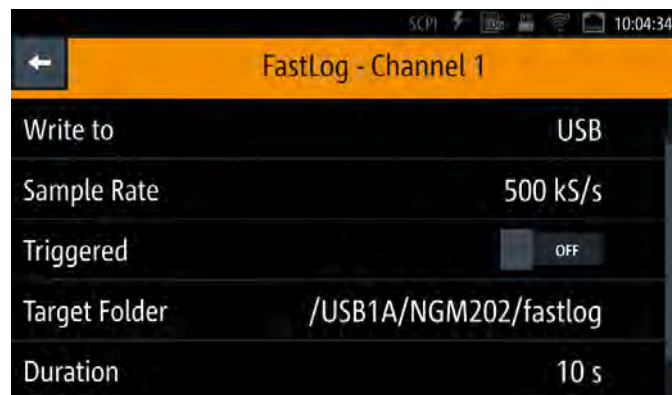 SCPI 10:04:34
FastLog - Channel 1
Write to USB
Sample Rate 500 kS/s
Triggered OFF
Target Folder /USB1A/NGM202/fastlog
Duration 10 s